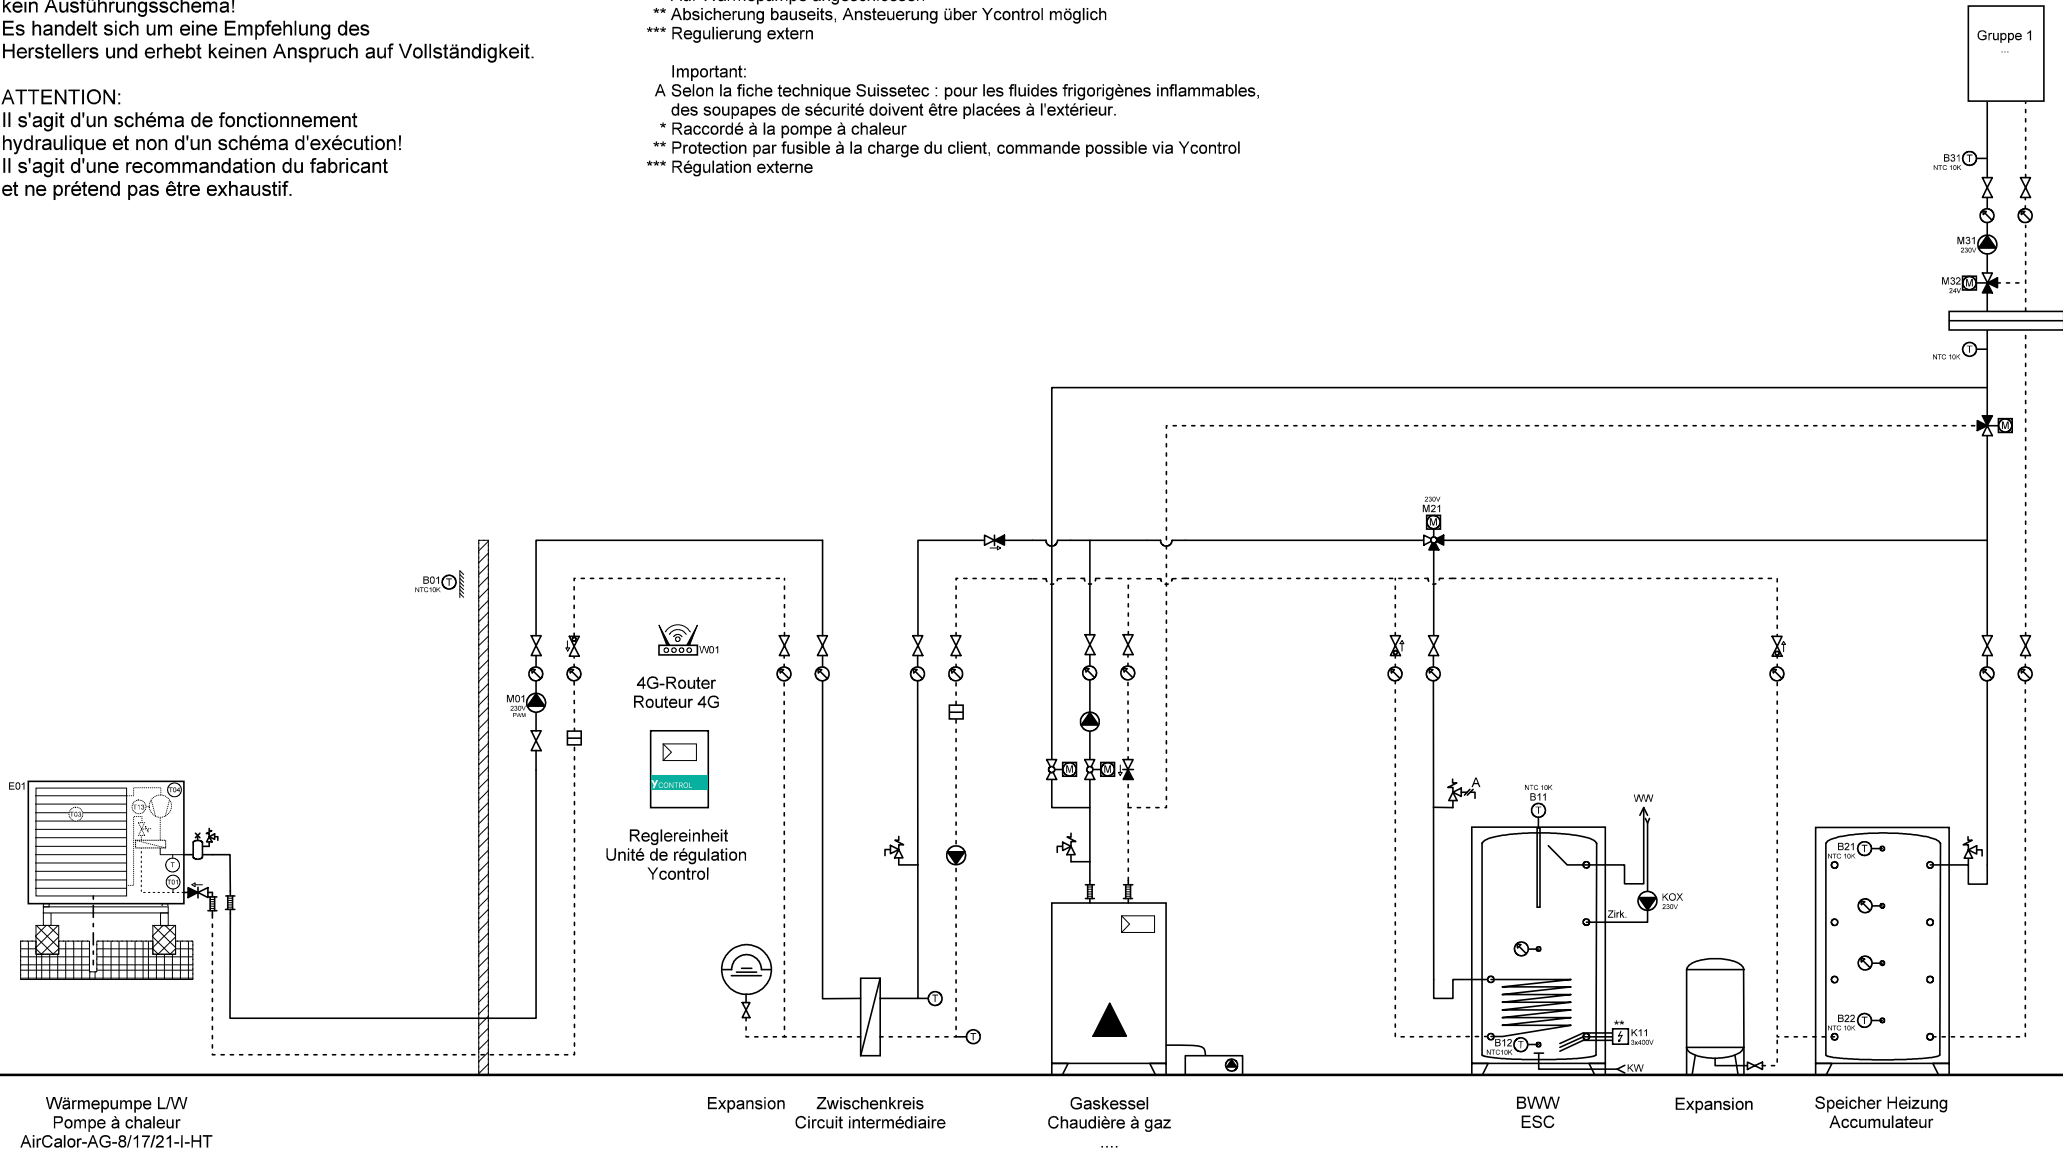 kein Ausführungsschema!
Es handelt sich um eine Empfehlung des
Herstellers und erhebt keinen Anspruch auf Vollständigkeit.
ATTENTION:
Il s'agit d'un schéma de fonctionnement
hydraulique et non d'un schéma d'exécution!
Il s'agit d'une recommandation du fabricant
et ne prétend pas être exhaustif.
** Absicherung bauseits, Ansteuerung über Ycontrol möglich
*** Regulierung extern
Important:
A Selon la fiche technique Suissetec : pour les fluides frigorigènes inflammables,
des soupapes de sécurité doivent être placées à l'extérieur.
* Raccordé à la pompe à chaleur
** Protection par fusible à la charge du client, commande possible via Ycontrol
*** Régulation externe
Gruppe 1
...
B31 T
NTC 10K
M31
230V
M32 M
24V
T
NTC 10K
M
230V
M21
M
B01 T
NTC10K
W01
4G-Router
Routeur 4G
M01
230V
PWM
YCONTROL
Reglereinheit
Unité de régulation
Ycontrol
E01
T04
T13
T03
T
T01
M M
A
NTC 10K
B11
T
WW
KOX
230V
Zirk.
**
K11
3x400V
B12 T
NTC10K
KW
B21 T
NTC 10K
B22 T
NTC 10K
T
T
Wärmepumpe L/W
Pompe à chaleur
AirCalor-AG-8/17/21-I-HT
Expansion
Zwischenkreis
Circuit intermédiaire
Gaskessel
Chaudière à gaz
....
BWW
ESC
Expansion
Speicher Heizung
Accumulateur